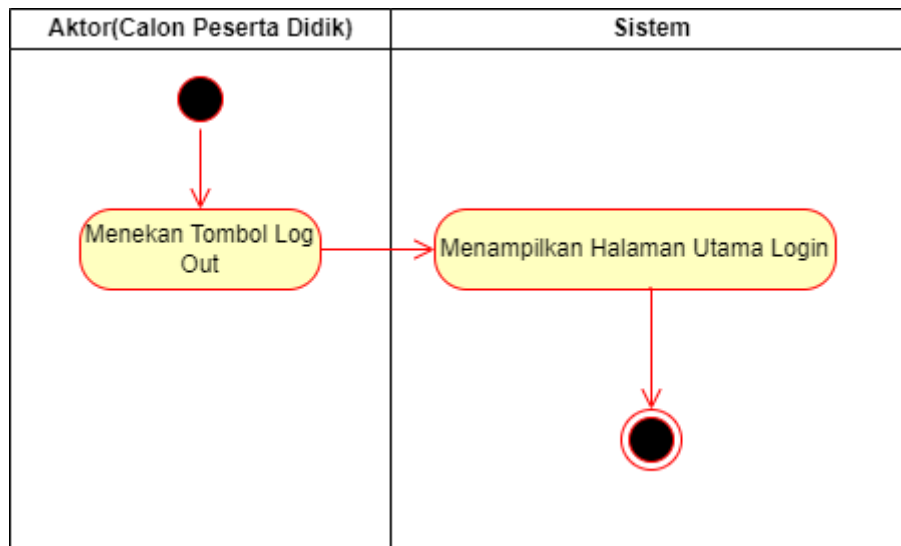 Aktor(Calon Peserta Didik)
Sistem
Menekan Tombol Log
Out
Menampilkan Halaman Utama Login